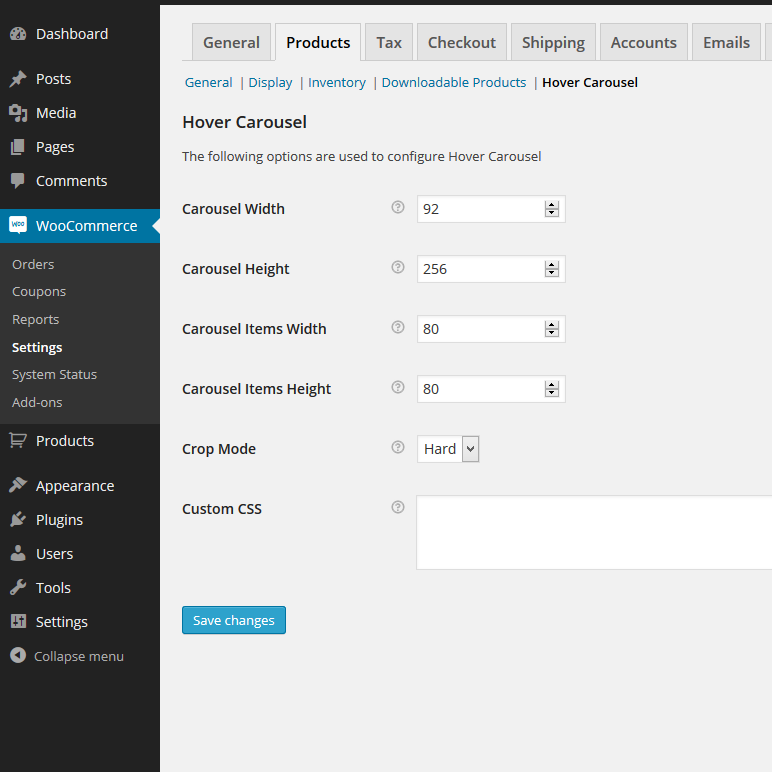 Dashboard
Posts
Media
Pages
Comments
WOO
WooCommerce
Orders
Coupons
Reports
Settings
System Status
Add-ons
Products
Appearance
Plugins
Users
Tools
Settings
Collapse menu
General Products Tax Checkout Shipping Accounts Emails
General | Display | Inventory | Downloadable Products | Hover Carousel
Hover Carousel
The following options are used to configure Hover Carousel
Carousel Width ? 92
Carousel Height ? 256
Carousel Items Width ? 80
Carousel Items Height ? 80
Crop Mode ? Hard
Custom CSS ?
Save changes